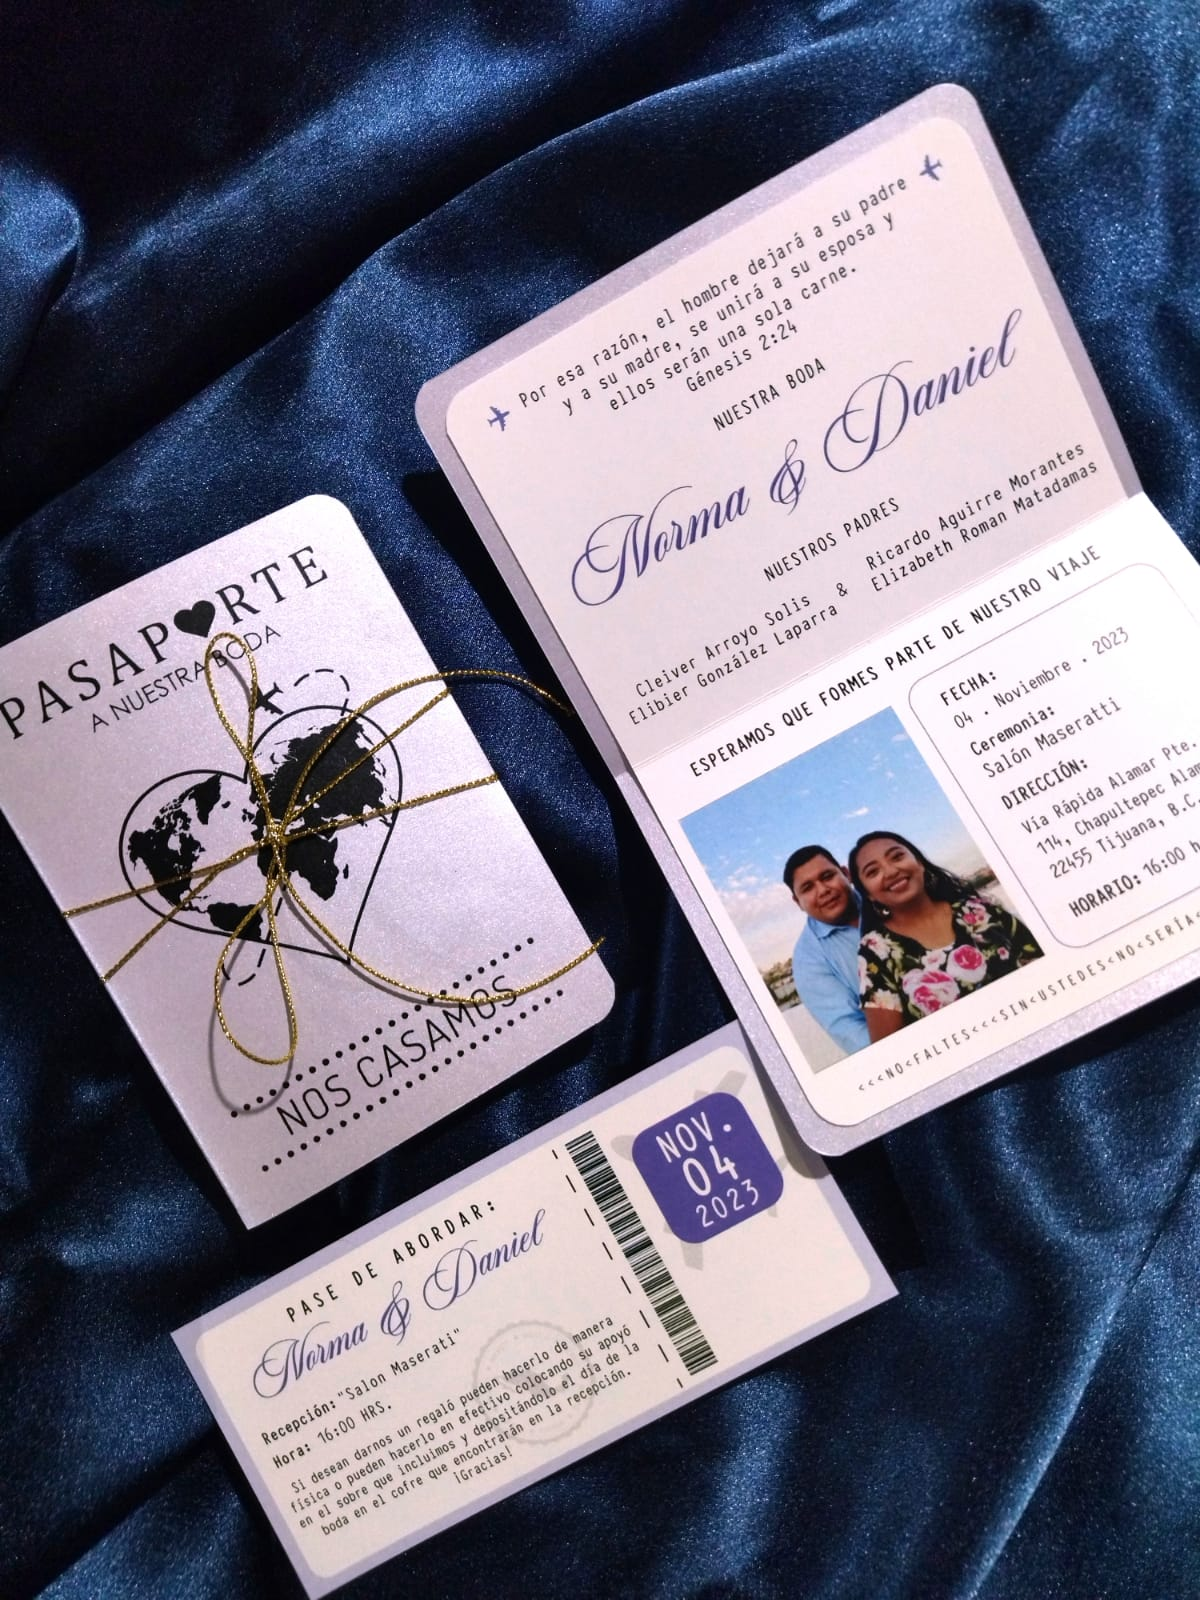 PASAPORTE
A NUESTRA BODA
NOS CASAMOS
Por esa razón, el hombre dejará a su padre
y a su madre, se unirá a su esposa y
ellos serán una sola carne.
Génesis 2:24
NUESTRA BODA
Norma & Daniel
NUESTROS PADRES
Cleiver Arroyo Solis & Ricardo Aguirre Morantes
Elibier González Laparra Elizabeth Roman Matadamas
ESPERAMOS QUE FORMES PARTE DE NUESTRO VIAJE
FECHA:
04 . Noviembre . 2023
Ceremonia:
Salón Maseratti
DIRECCIÓN:
Vía Rápida Alamar Pte.
114, Chapultepec Alam
22455 Tijuana, B.C.
HORARIO: 16:00 h
<<<NO<FALTES<<<SIN<USTEDES<NO<SERÍA<
PASE DE ABORDAR:
Norma & Daniel
Recepción:"Salon Maserati"
Hora: 16:00 HRS.
Si desean darnos un regaló pueden hacerlo de manera
física o pueden hacerlo en efectivo colocando su apoyó
en el sobre que incluimos y depositándolo el día de la
boda en el cofre que encontrarán en la recepción.
¡Gracias!
NOV.
04
2023